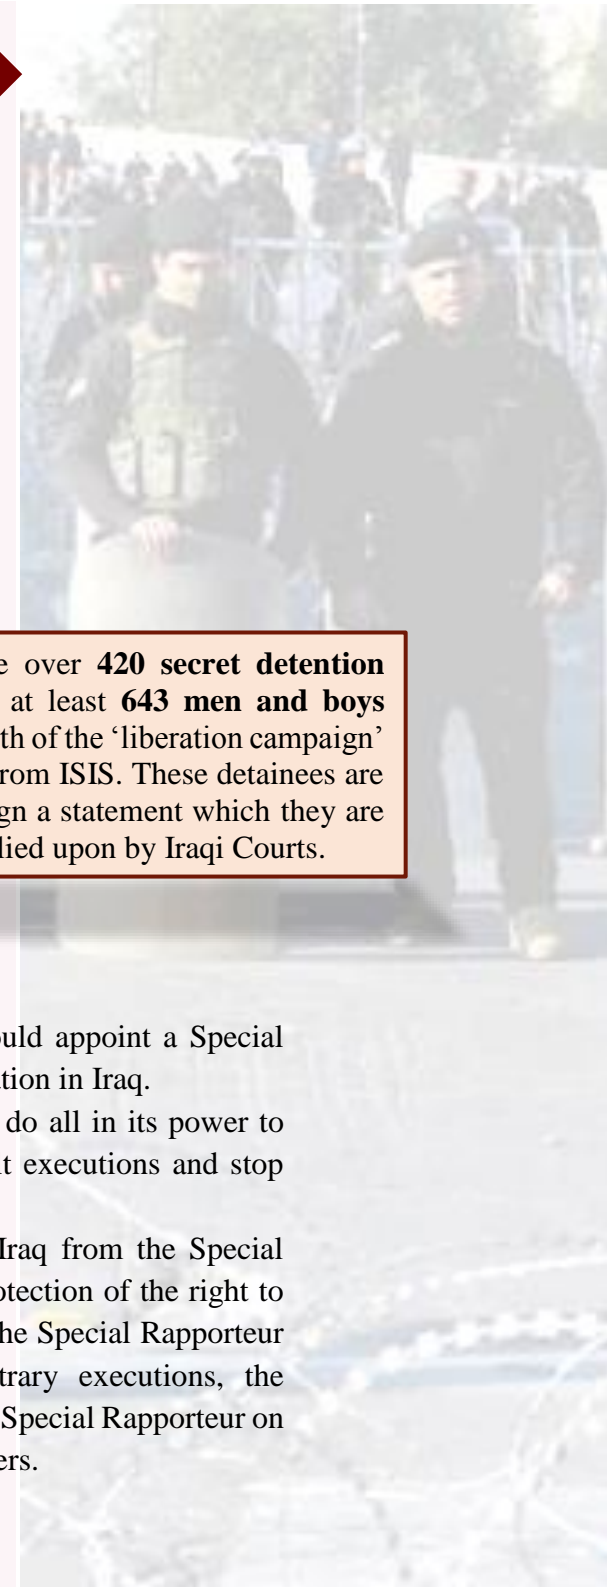 e over 420 secret detention
at least 643 men and boys
th of the ‘liberation campaign’
rom ISIS. These detainees are
gn a statement which they are
lied upon by Iraqi Courts.
uld appoint a Special
ation in Iraq.
do all in its power to
it executions and stop
Iraq from the Special
otection of the right to
he Special Rapporteur
trary executions, the
Special Rapporteur on
ers.